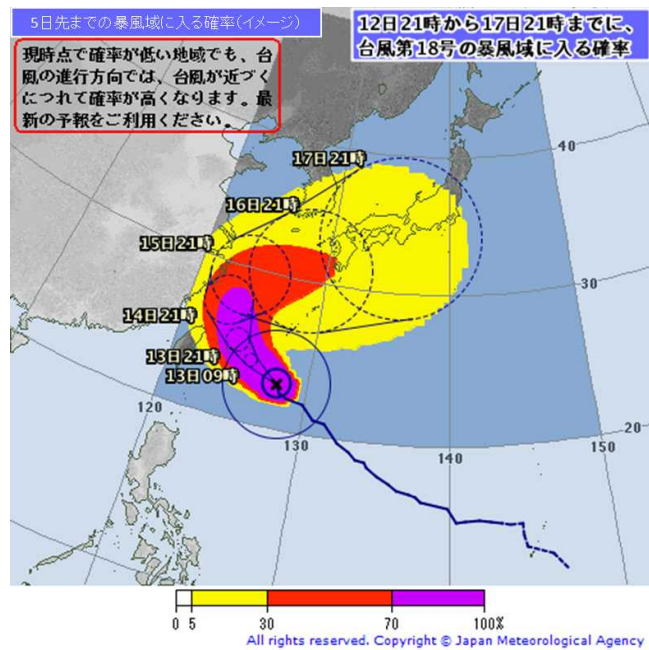 5日先までの暴風域に入る確率(イメージ)
12日21時から17日21時までに、
台風第18号の暴風域に入る確率
現時点で確率が低い地域でも、台
風の進行方向では、台風が近づく
につれて確率が高くなります。最
新の予報をご利用ください。
17日21時
40
16日21時
15日21時
30
14日21時
13日21時
13日09時
120
20
130
140
150
0 5 30 70 100%
All rights reserved. Copyright © Japan Meteorological Agency